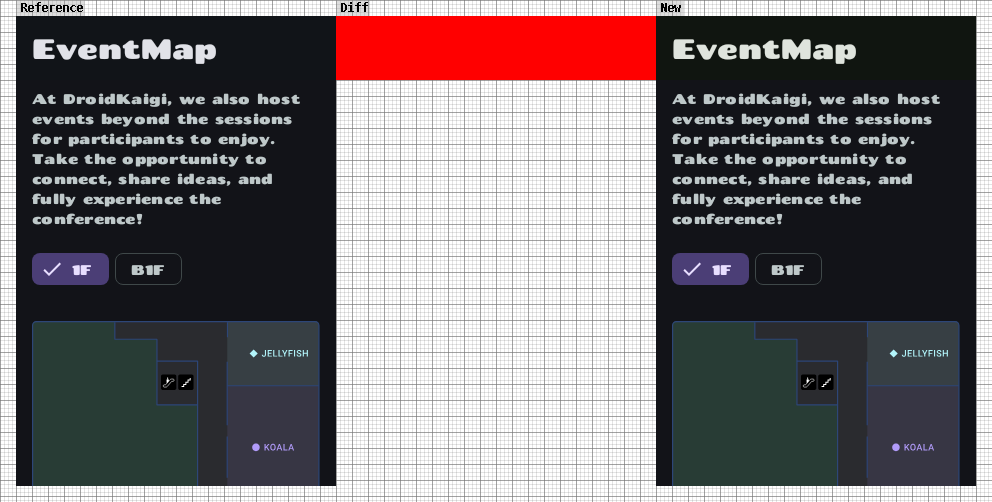 Reference
Diff
New
EventMap
At DroidKaigi, we also host
events beyond the sessions
for participants to enjoy.
Take the opportunity to
connect, share ideas, and
fully experience the
conference!
1F
B1F
JELLYFISH
KOALA
EventMap
At DroidKaigi, we also host
events beyond the sessions
for participants to enjoy.
Take the opportunity to
connect, share ideas, and
fully experience the
conference!
1F
B1F
JELLYFISH
KOALA